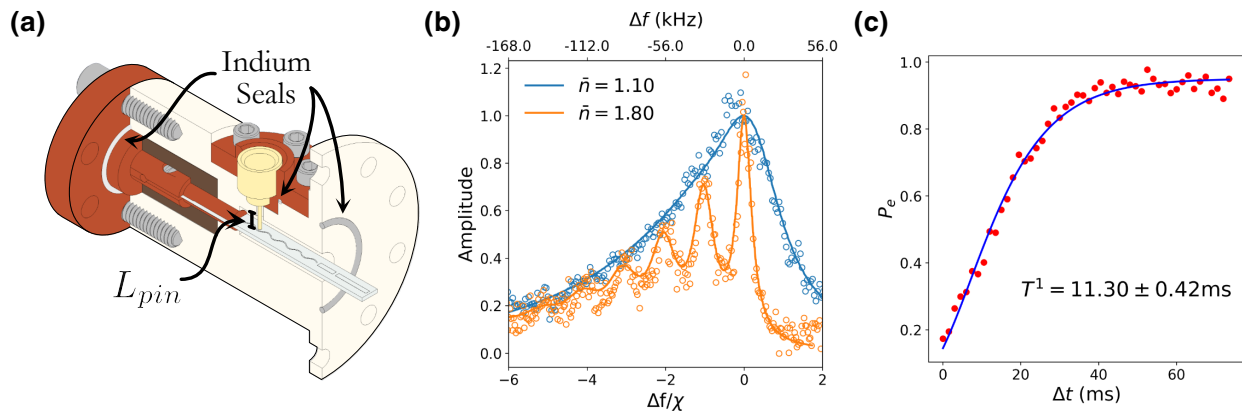 (a)
Indium
Seals
L_pin
(b)
Δf (kHz)
-168.0 -112.0 -56.0 0.0 56.0
n̄ = 1.10
n̄ = 1.80
Amplitude
1.2
1.0
0.8
0.6
0.4
0.2
0.0
−6 −4 −2 0 2
Δf/χ
(c)
P_e
1.0
0.8
0.6
0.4
0.2
T^1 = 11.30 ± 0.42ms
0 20 40 60
Δt (ms)